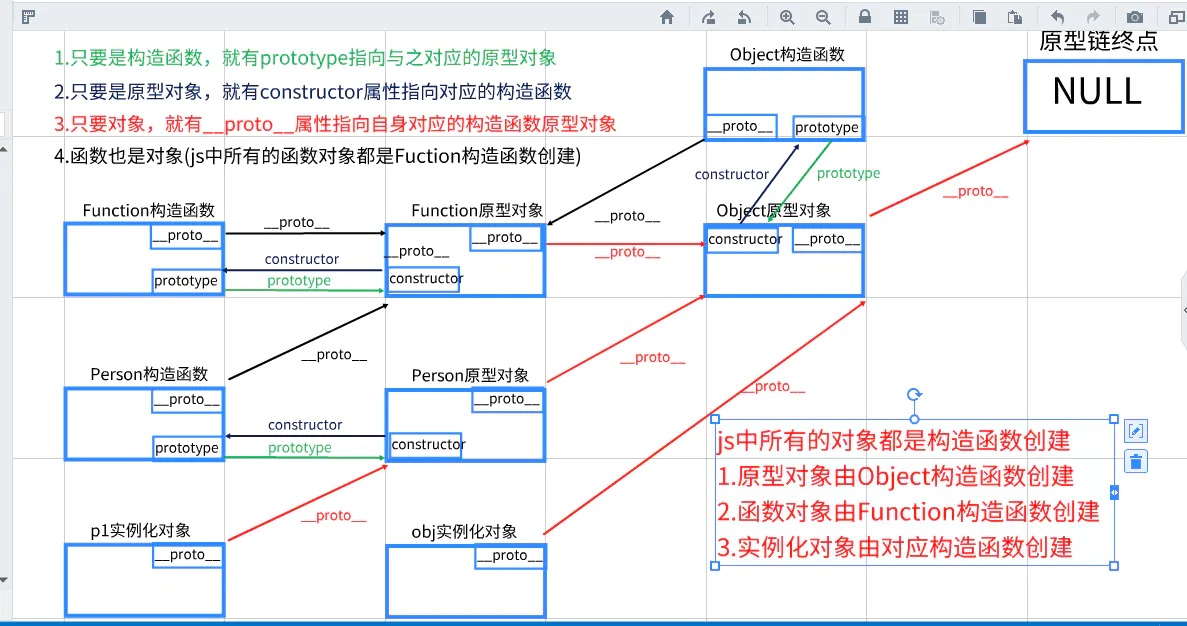 1.只要是构造函数，就有prototype指向与之对应的原型对象
2.只要是原型对象，就有constructor属性指向对应的构造函数
3.只要对象，就有__proto__属性指向自身对应的构造函数原型对象
4.函数也是对象(js中所有的函数对象都是Fuction构造函数创建)
Object构造函数
__proto__
prototype
原型链终点
NULL
constructor
prototype
__proto__
Function构造函数
__proto__
prototype
__proto__
constructor
prototype
Function原型对象
__proto__
__proto__
constructor
__proto__
__proto__
Object原型对象
constructor
__proto__
__proto__
__proto__
__proto__
Person构造函数
__proto__
prototype
constructor
prototype
Person原型对象
__proto__
constructor
__proto__
p1实例化对象
__proto__
obj实例化对象
__proto__
js中所有的对象都是构造函数创建
1.原型对象由Object构造函数创建
2.函数对象由Function构造函数创建
3.实例化对象由对应构造函数创建